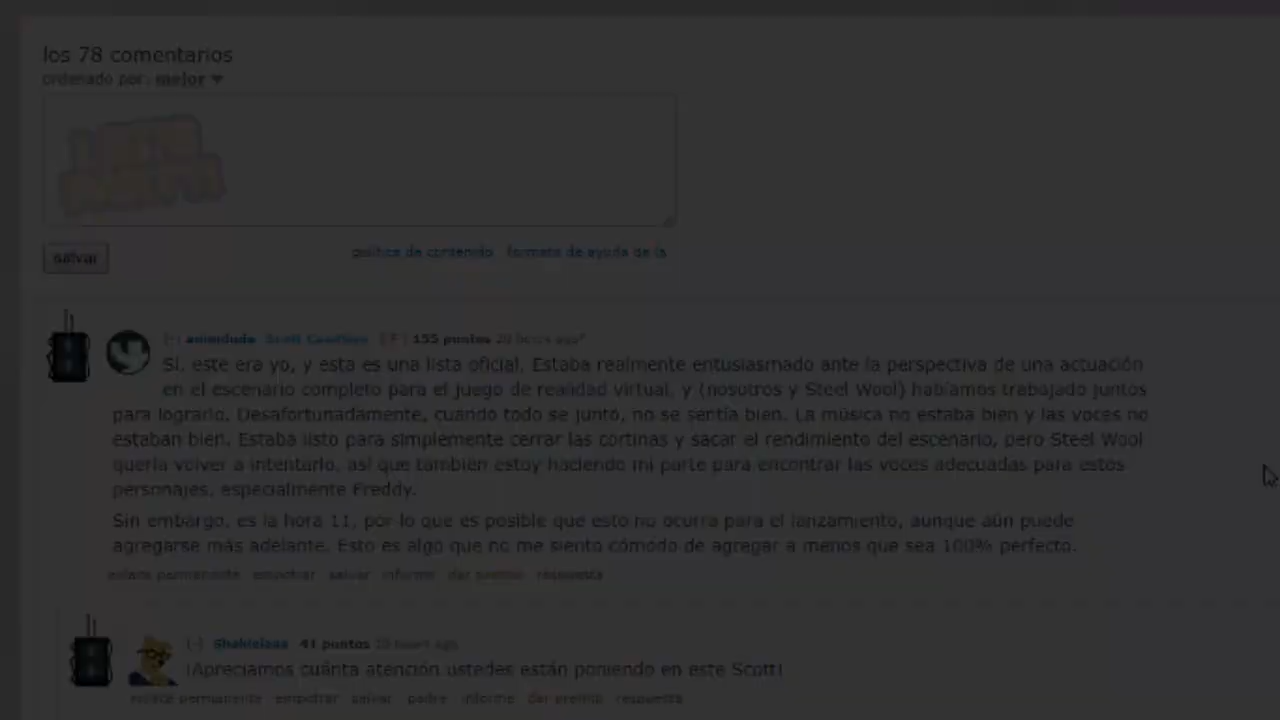 los 78 comentarios
ordenado por: mejor
salvar
política de contenido formato de ayuda de la
[-] animdude Scott Cawthon 155 puntos 20 hours ago*
Sí, este era yo, y esta es una lista oficial. Estaba realmente entusiasmado ante la perspectiva de una actuación
en el escenario completo para el juego de realidad virtual, y (nosotros y Steel Wool) habíamos trabajado juntos
para lograrlo. Desafortunadamente, cuando todo se juntó, no se sentía bien. La música no estaba bien y las voces no
estaban bien. Estaba listo para simplemente cerrar las cortinas y sacar el rendimiento del escenario, pero Steel Wool
quería volver a intentarlo, así que también estoy haciendo mi parte para encontrar las voces adecuadas para estos
personajes, especialmente Freddy.
Sin embargo, es la hora 11, por lo que es posible que esto no ocurra para el lanzamiento, aunque aún puede
agregarse más adelante. Esto es algo que no me siento cómodo de agregar a menos que sea 100% perfecto.
enlace permanente empotrar salvar informe dar premio respuesta
[-] 41 puntos hours ago
¡Apreciamos cuánta atención ustedes están poniendo en este Scott!
enlace permanente empotrar salvar padre informe dar premio respuesta